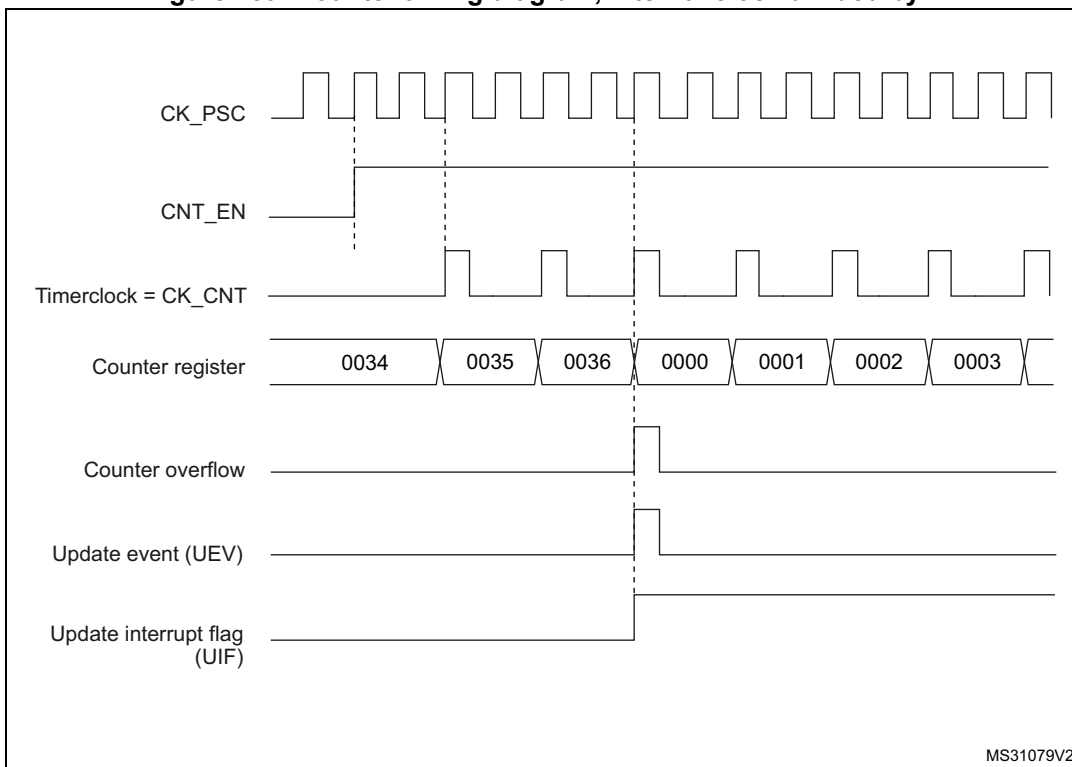 CK_PSC
CNT_EN
Timerclock = CK_CNT
Counter register 0034 0035 0036 0000 0001 0002 0003
Counter overflow
Update event (UEV)
Update interrupt flag
(UIF)
MS31079V2